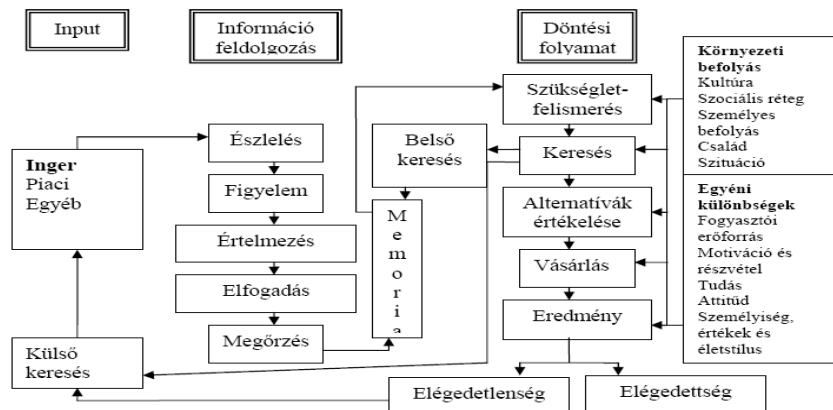 Input
Információ
feldolgozás
Döntési
folyamat
Környezeti
befolyás
Kultúra
Szociális réteg
Személyes
befolyás
Család
Szituáció
Szükséglet-
felismerés
Észlelés
Belső
keresés
Keresés
Inger
Piaci
Egyéb
Figyelem
Alternatívák
értékelése
Egyéni
különbségek
Fogyasztói
erőforrás
Motiváció és
részvétel
Tudás
Attitűd
Személyiség,
értékek és
életstílus
M
e
m
o
r
i
a
Értelmezés
Vásárlás
Elfogadás
Eredmény
Megőrzés
Külső
keresés
Elégedetlenség
Elégedettség